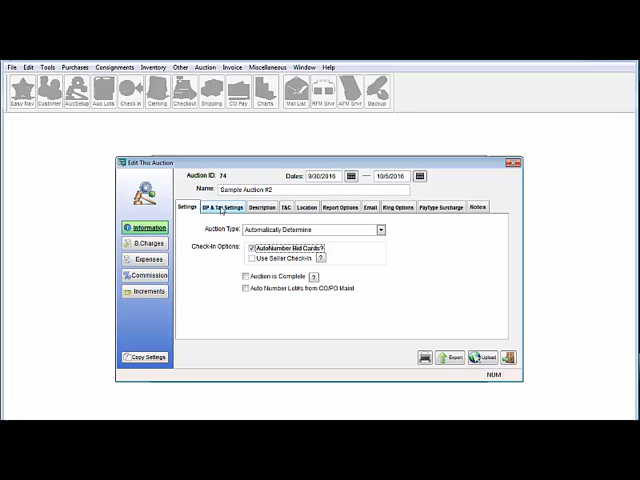 File Edit Tools Purchases Consignments Inventory Other Auction Invoice Miscellaneous Window Help
Easy Nav Customer AuctSetup Auc Lots Check In Clerking Checkout Shipping CO Pay Charts Mail List RFM Srvr AFM Srvr Backup
Edit This Auction
Auction ID: 74 Dates: 9/30/2016 — 10/5/2016
Name: Sample Auction #2
Settings BP & Tax Settings Description T&C Location Report Options Email Ring Options PayType Surcharge Notes
Information
B.Charges
Expenses
Commission
Increments
Copy Settings
Auction Type: Automatically Determine
Check-In Options: AutoNumber Bid Cards?
Use Seller Check-In ?
Auction is Complete ?
Auto Number Lot#s from CO/PO Maint
Export Upload
NUM